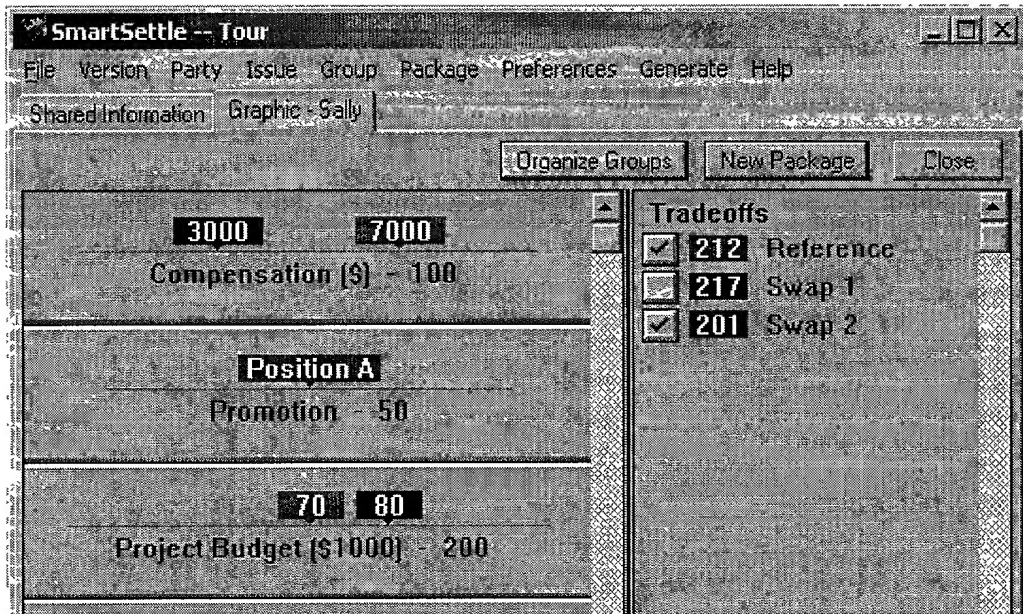 SmartSettle -- Tour
File Version Party Issue Group Package Preferences Generate Help
Shared Information Graphic - Sally
Organize Groups New Package Close
3000 7000
Compensation ($) - 100
Position A
Promotion - 50
70 80
Project Budget ($1000) - 200
Tradeoffs
212 Reference
217 Swap 1
201 Swap 2